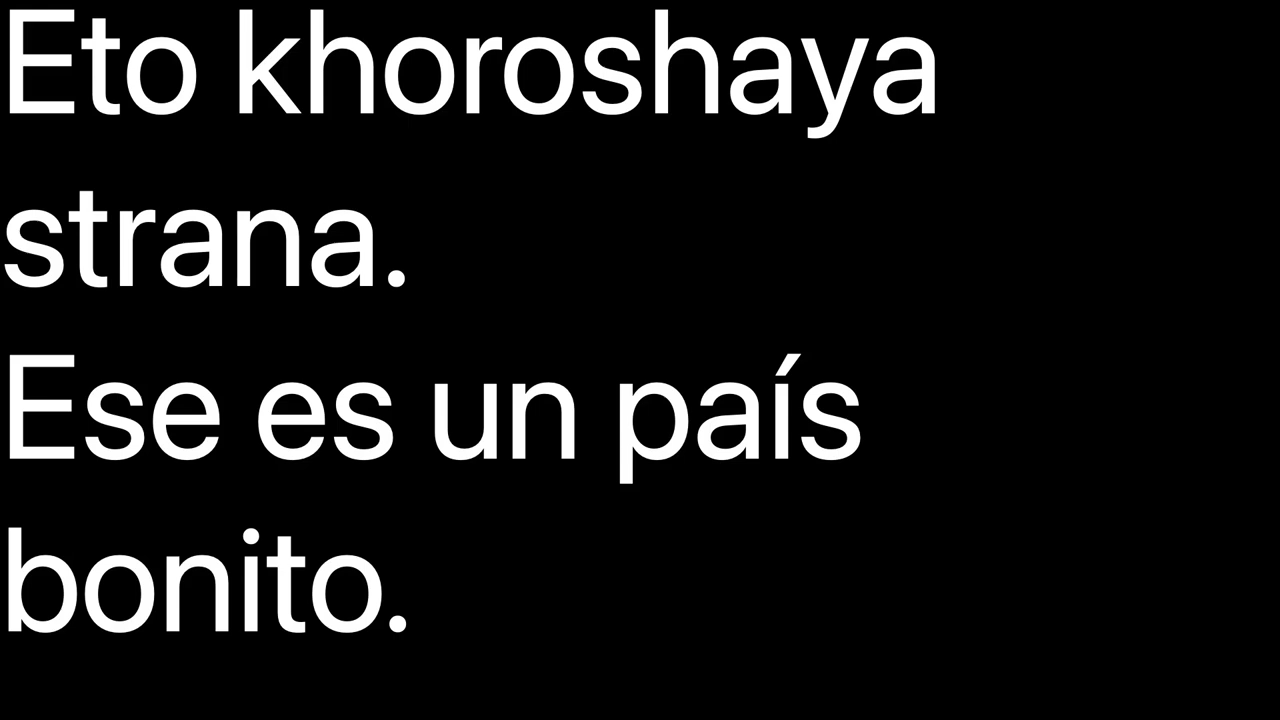 Eto khoroshaya
strana.
Ese es un país
bonito.